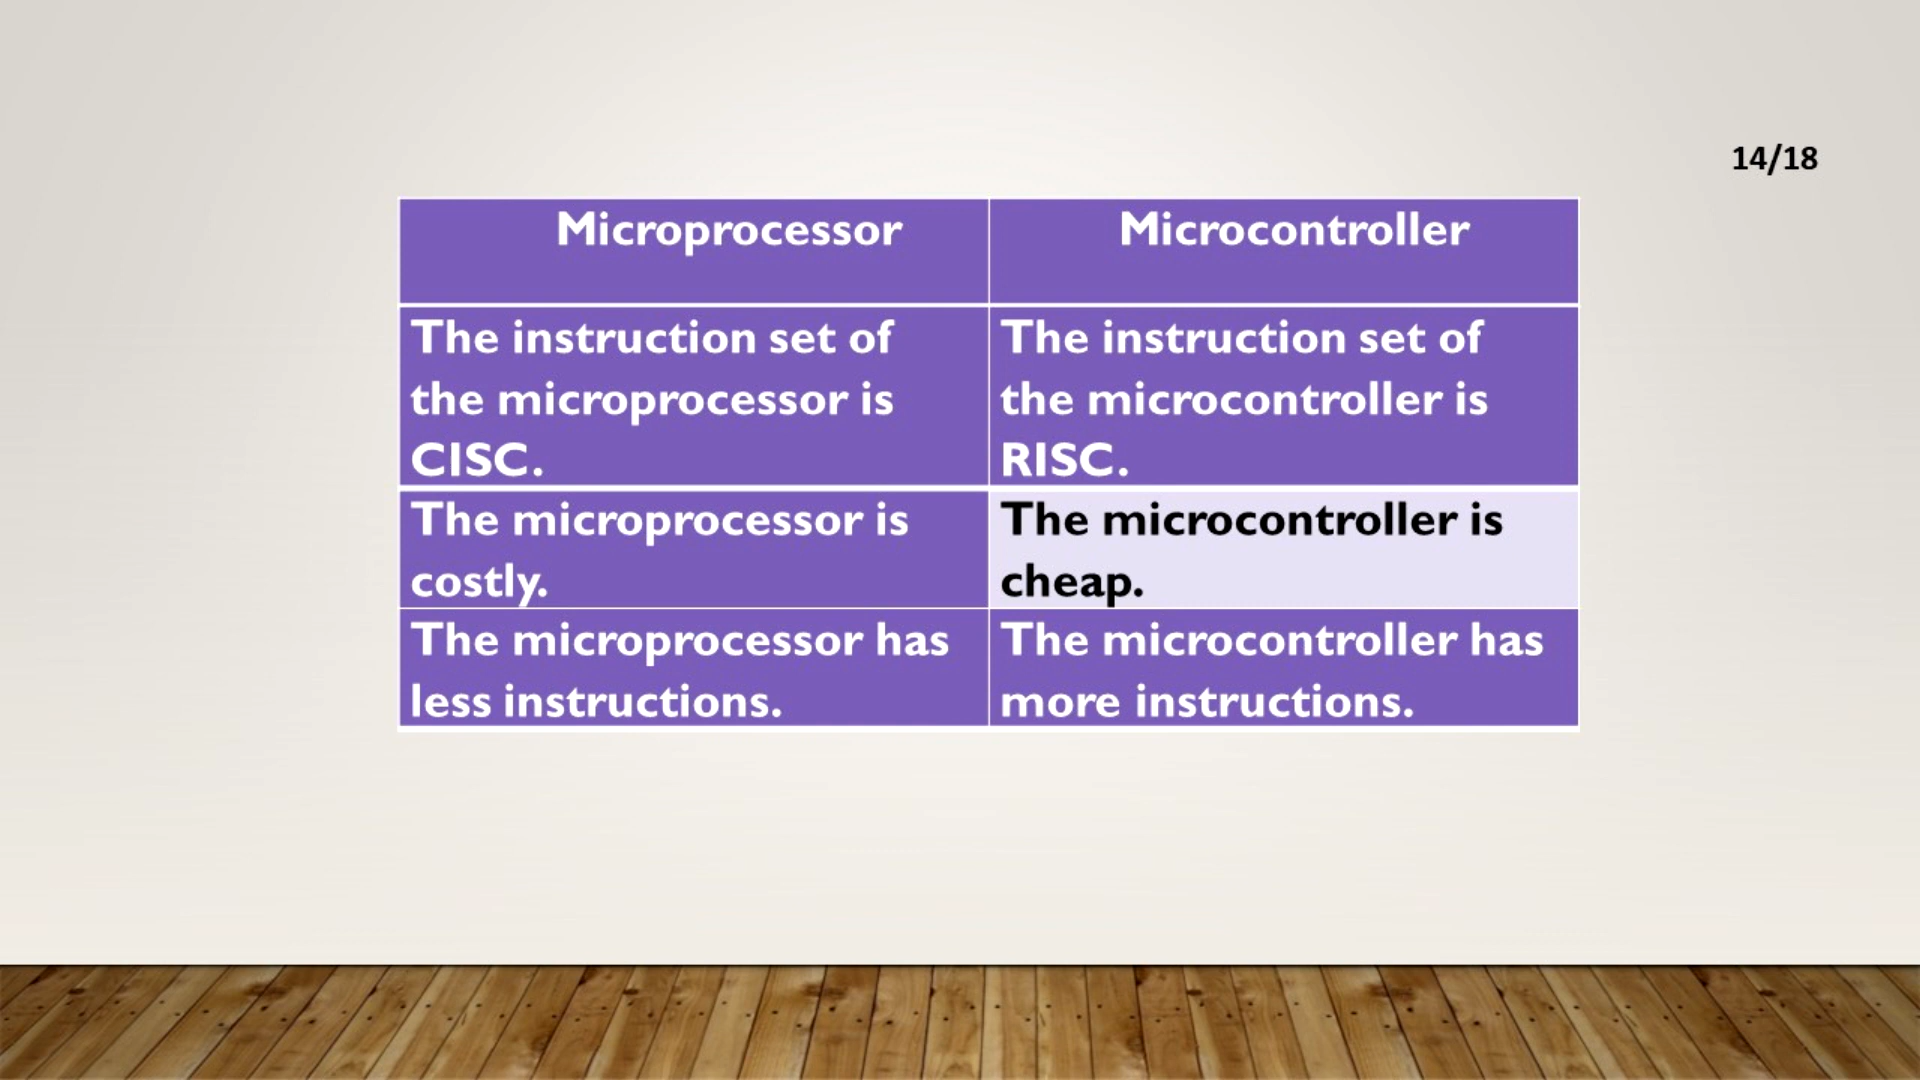 14/18
Microprocessor
Microcontroller
The instruction set of
the microprocessor is
CISC.
The instruction set of
the microcontroller is
RISC.
The microprocessor is
costly.
The microcontroller is
cheap.
The microprocessor has
less instructions.
The microcontroller has
more instructions.